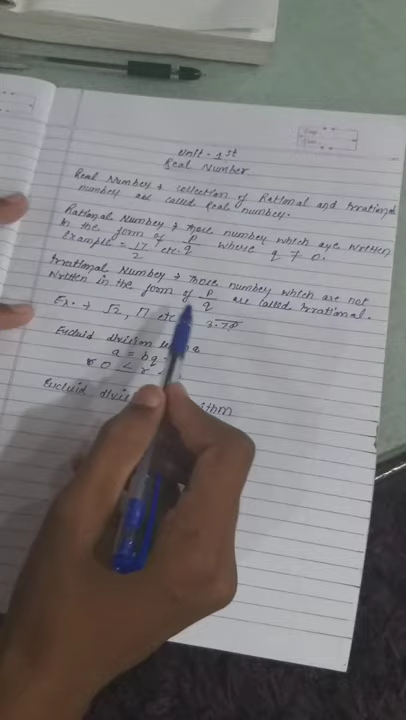 Unit - 1st
Real Number
Real Number → collection of Rational and Irrational
number are called Real number.
Rational Number → Those number which are written
in the form of p/q where q ≠ 0.
Example = 17/2 etc.
Irrational Number → Those number which are not
written in the form of p/q are called Irrational.
Ex. → √2, π etc
Eucluid division
a = bq
0 ≤ r
Eucluid